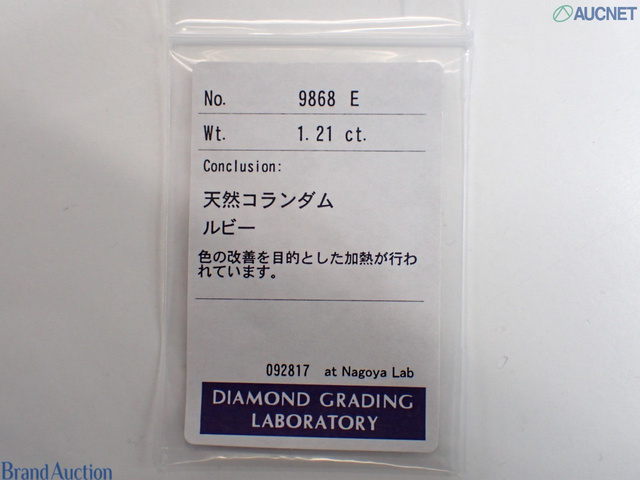 AUCNET
No. 9868 E
Wt. 1.21 ct.
Conclusion:
天然コランダム
ルビー
色の改善を目的とした加熱が行わ
れています。
092817 at Nagoya Lab
DIAMOND GRADING
LABORATORY
Brand Auction